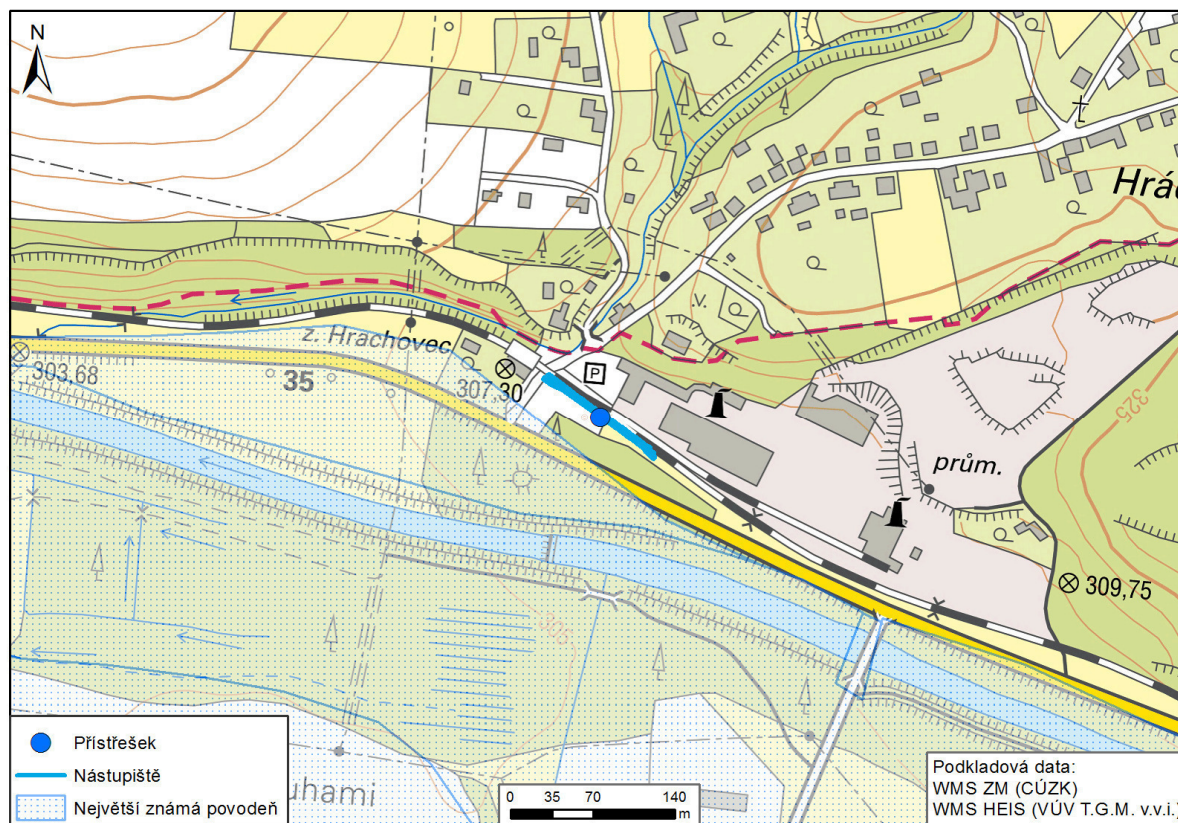 N
Hrác
z. Hrachovec
P
v.
303,68
35
307,30
325
prům.
309,75
305
uhami
Přístřešek
Nástupiště
Největší známá povodeň
0 35 70 140
m
Podkladová data:
WMS ZM (CÚZK)
WMS HEIS (VÚV T.G.M. v.v.i.)